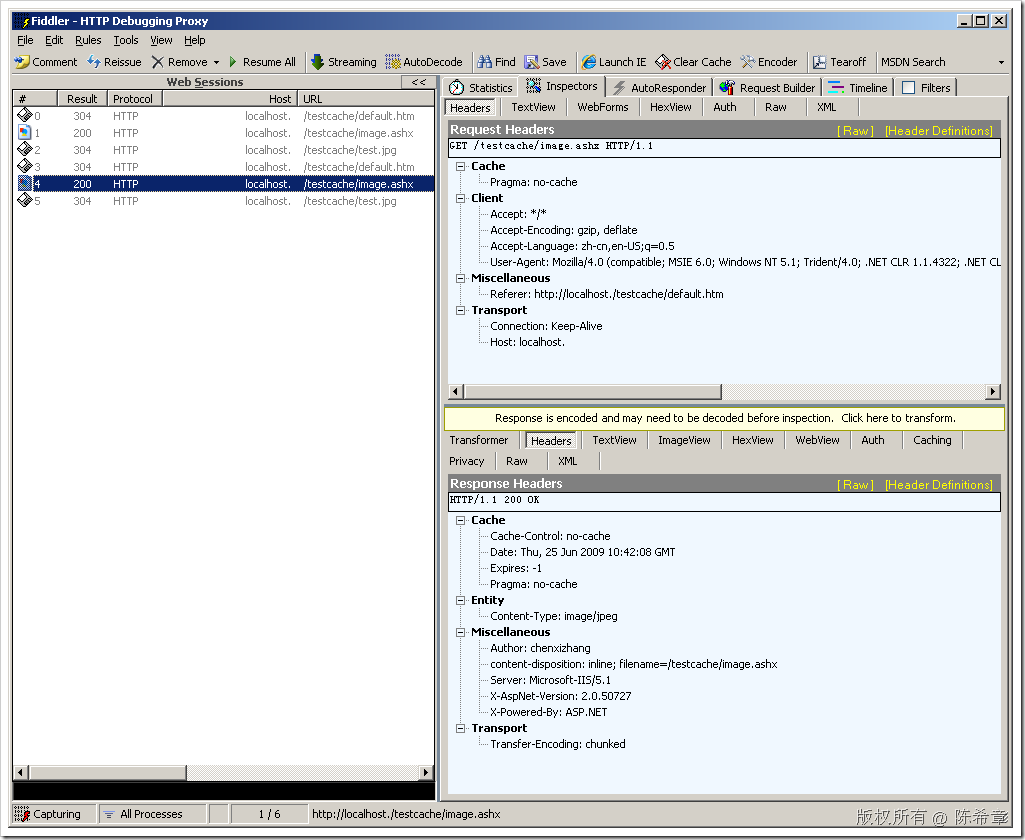 Fiddler - HTTP Debugging Proxy
File Edit Rules Tools View Help
Comment Reissue Remove Resume All Streaming AutoDecode Find Save Launch IE Clear Cache Encoder Tearoff MSDN Search
Web Sessions <<
# Result Protocol Host URL
0 304 HTTP localhost. /testcache/default.htm
1 200 HTTP localhost. /testcache/image.ashx
2 304 HTTP localhost. /testcache/test.jpg
3 304 HTTP localhost. /testcache/default.htm
4 200 HTTP localhost. /testcache/image.ashx
5 304 HTTP localhost. /testcache/test.jpg
Statistics Inspectors AutoResponder Request Builder Timeline Filters
Headers TextView WebForms HexView Auth Raw XML
Request Headers [Raw] [Header Definitions]
GET /testcache/image.ashx HTTP/1.1
Cache
Pragma: no-cache
Client
Accept: */*
Accept-Encoding: gzip, deflate
Accept-Language: zh-cn,en-US;q=0.5
User-Agent: Mozilla/4.0 (compatible; MSIE 6.0; Windows NT 5.1; Trident/4.0; .NET CLR 1.1.4322; .NET CL
Miscellaneous
Referer: http://localhost./testcache/default.htm
Transport
Connection: Keep-Alive
Host: localhost.
Response is encoded and may need to be decoded before inspection. Click here to transform.
Transformer Headers TextView ImageView HexView WebView Auth Caching
Privacy Raw XML
Response Headers [Raw] [Header Definitions]
HTTP/1.1 200 OK
Cache
Cache-Control: no-cache
Date: Thu, 25 Jun 2009 10:42:08 GMT
Expires: -1
Pragma: no-cache
Entity
Content-Type: image/jpeg
Miscellaneous
Author: chenxizhang
content-disposition: inline; filename=/testcache/image.ashx
Server: Microsoft-IIS/5.1
X-AspNet-Version: 2.0.50727
X-Powered-By: ASP.NET
Transport
Transfer-Encoding: chunked
Capturing All Processes 1 / 6 http://localhost./testcache/image.ashx
版权所有 @ 陈希章